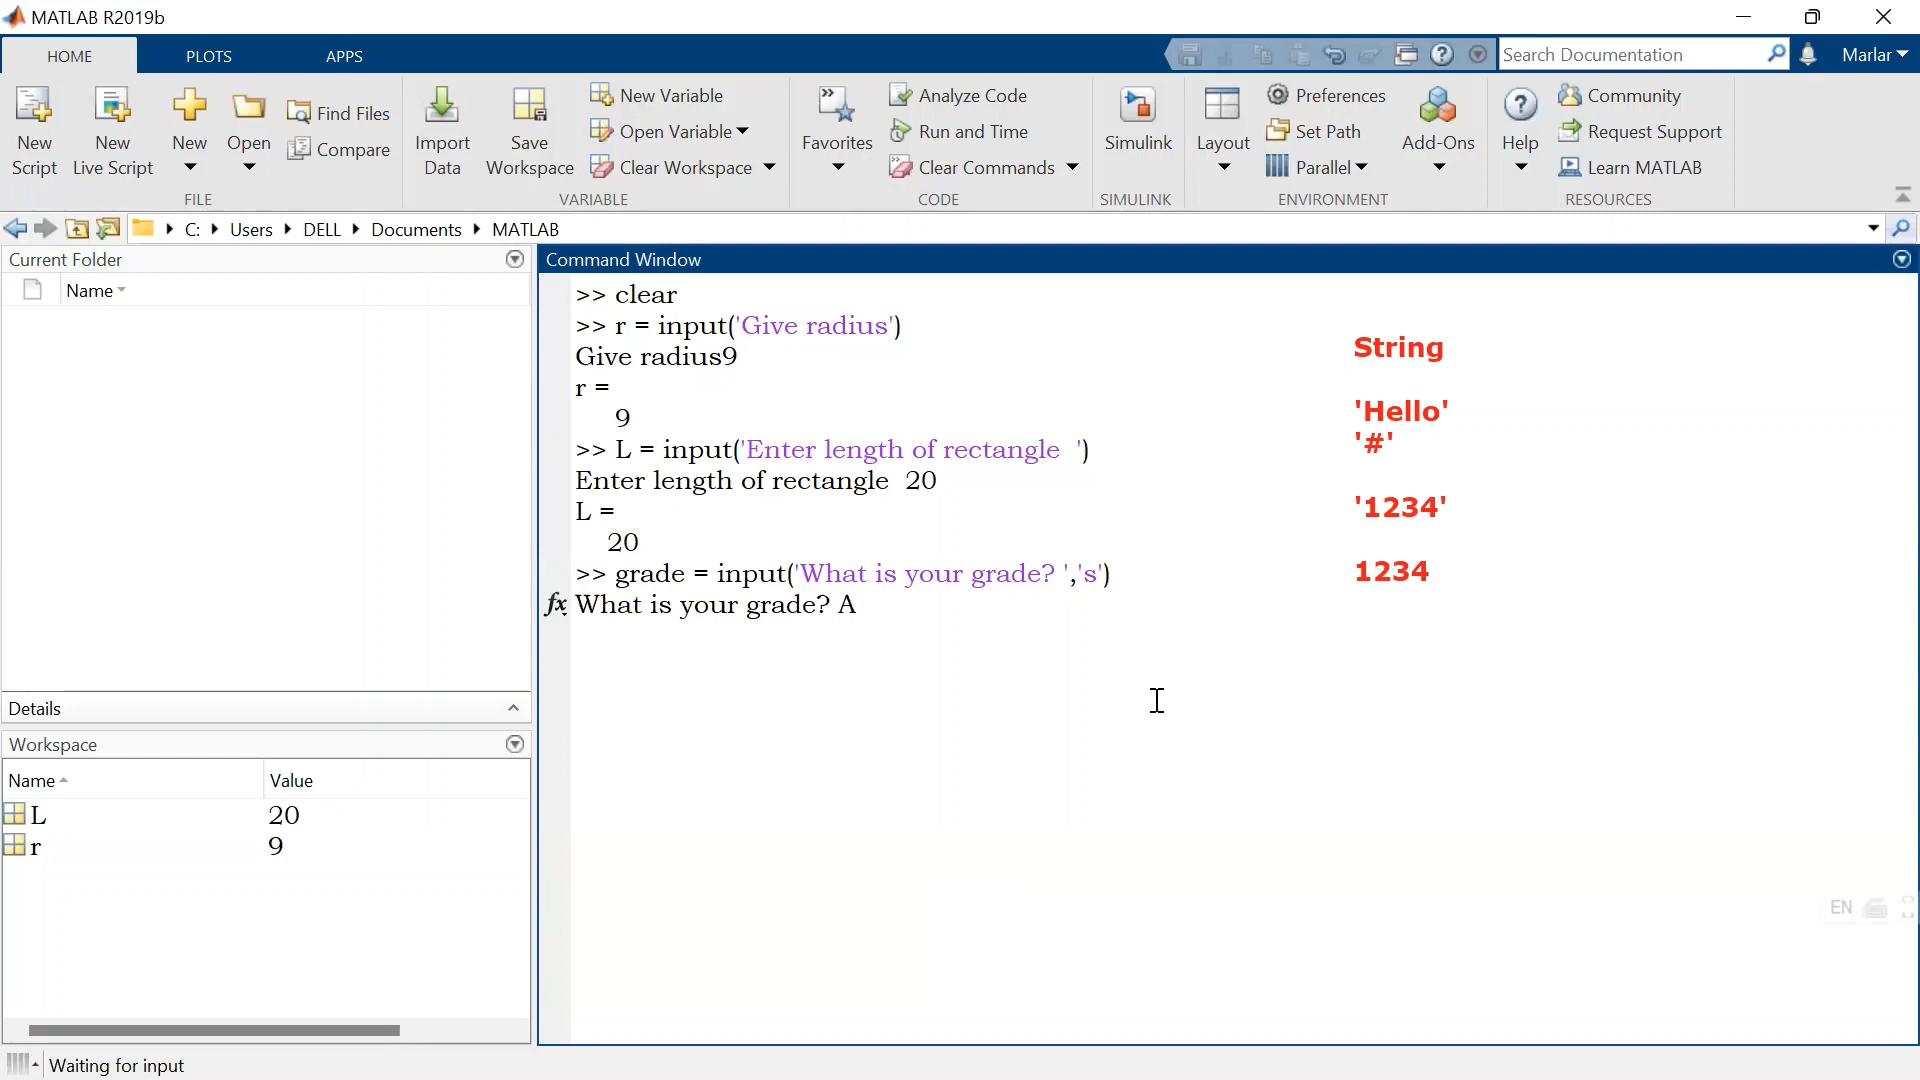 MATLAB R2019b
HOME PLOTS APPS
Search Documentation
Marlar
New Script
New Live Script
New
Open
Find Files
Compare
FILE
Import Data
Save Workspace
New Variable
Open Variable
Clear Workspace
VARIABLE
Favorites
Analyze Code
Run and Time
Clear Commands
CODE
Simulink
SIMULINK
Layout
Preferences
Set Path
Parallel
Add-Ons
ENVIRONMENT
Help
Community
Request Support
Learn MATLAB
RESOURCES
C: Users DELL Documents MATLAB
Current Folder
Name
Details
Workspace
Name Value
L 20
r 9
Command Window
>> clear
>> r = input('Give radius')
Give radius9
r =
9
>> L = input('Enter length of rectangle  ')
Enter length of rectangle  20
L =
20
>> grade = input('What is your grade? ','s')
fx What is your grade? A
String
'Hello'
'#'
'1234'
1234
EN
Waiting for input